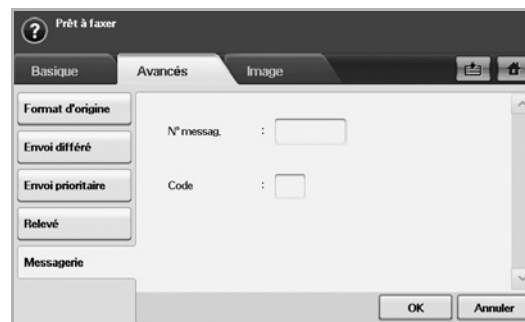 Prêt à faxer
Basique
Avancés
Image
Format d'origine
Envoi différé
Envoi prioritaire
Relevé
Messagerie
N° messag. :
Code :
OK
Annuler